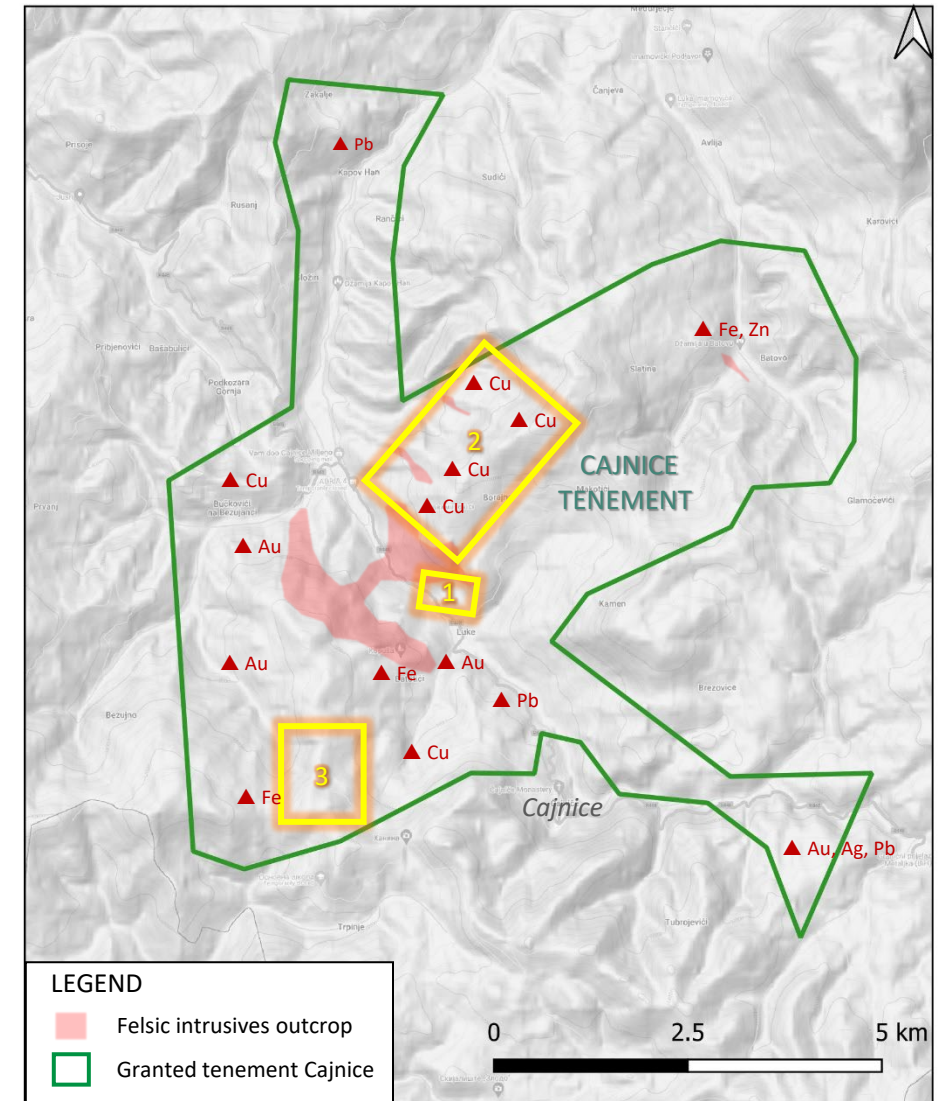 Zakalje
Čanjeva
Pb
Kapov Han
Avlija
Sudići
Rusanj
Karovići
Fe, Zn
Batovo
Slatina
Pribjenovići
Bašabulići
Podkozara
Gornja
Cu
Cu
2
Cu
CAJNICE
TENEMENT
Cu
Cu
Bučkovići
na Bezujanci
Glamočevići
Au
1
Kamen
Luke
Au
Au
Fe
Pb
Brezovice
Bezujno
Cu
3
Fe
Cajnice
Au, Ag, Pb
Trpinje
Tubrojevići
LEGEND
Felsic intrusives outcrop
Granted tenement Cajnice
0
2.5
5 km